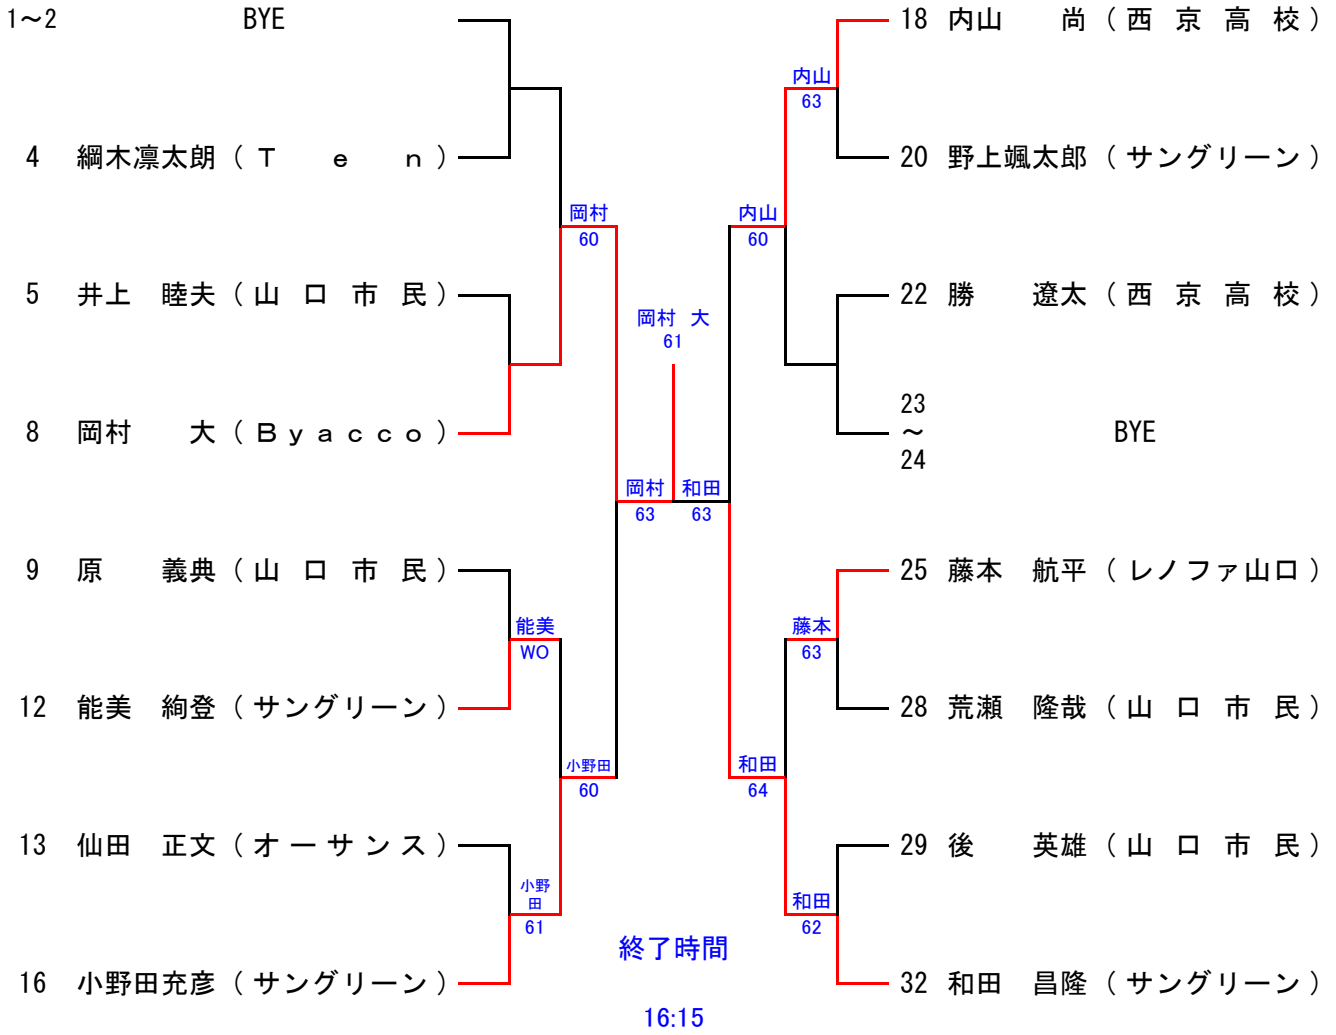 1～2 BYE
4 綱木凛太朗（Ｔｅｎ）
5 井上 睦夫（山口市民）
8 岡村 大（Ｂｙａｃｃｏ）
9 原 義典（山口市民）
12 能美 絢登（サングリーン）
13 仙田 正文（オーサンス）
16 小野田充彦（サングリーン）
岡村
60
能美
WO
小野田
60
小野
田
61
岡村
63
岡村 大
61
和田
63
内山
60
内山
63
藤本
63
和田
64
和田
62
18 内山 尚（西京高校）
20 野上颯太郎（サングリーン）
22 勝 遼太（西京高校）
23
～ BYE
24
25 藤本 航平（レノファ山口）
28 荒瀬 隆哉（山口市民）
29 後 英雄（山口市民）
32 和田 昌隆（サングリーン）
終了時間
16:15